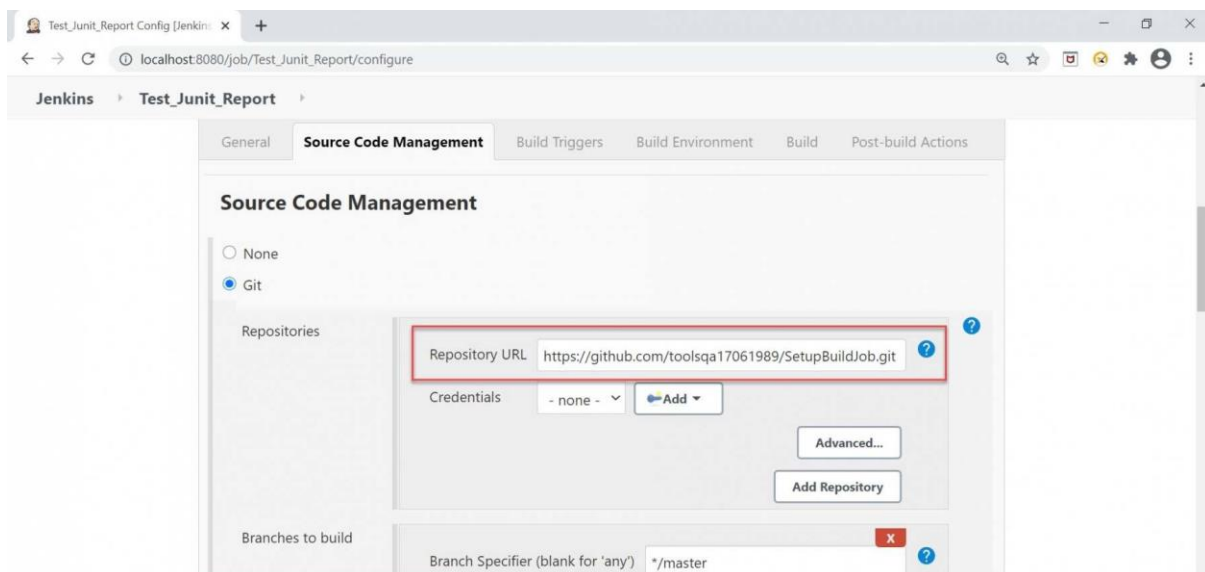 Test_Junit_Report Config [Jenkins
localhost:8080/job/Test_Junit_Report/configure
Jenkins Test_Junit_Report
General Source Code Management Build Triggers Build Environment Build Post-build Actions
Source Code Management
None
Git
Repositories
Repository URL https://github.com/toolsqa17061989/SetupBuildJob.git
Credentials - none - Add
Advanced...
Add Repository
Branches to build
X
Branch Specifier (blank for 'any') */master